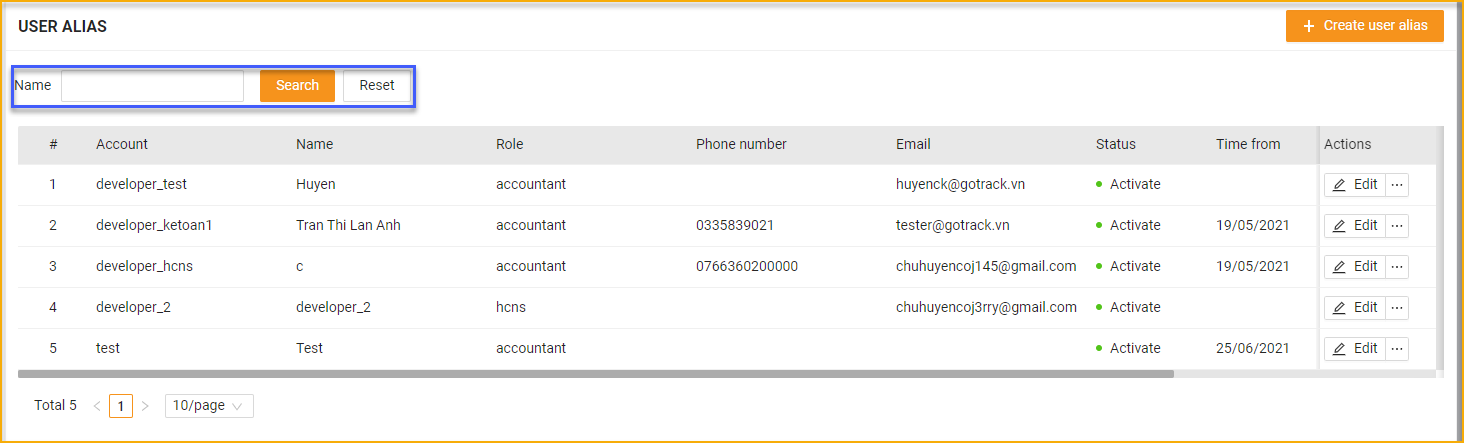 USER ALIAS
+ Create user alias
Name Search Reset
# Account Name Role Phone number Email Status Time from Actions
1 developer_test Huyen accountant huyenck@gotrack.vn Activate Edit ...
2 developer_ketoan1 Tran Thi Lan Anh accountant 0335839021 tester@gotrack.vn Activate 19/05/2021 Edit ...
3 developer_hcns c accountant 0766360200000 chuhuyencoj145@gmail.com Activate 19/05/2021 Edit ...
4 developer_2 developer_2 hcns chuhuyencoj3rry@gmail.com Activate Edit ...
5 test Test accountant Activate 25/06/2021 Edit ...
Total 5 < 1 > 10/page